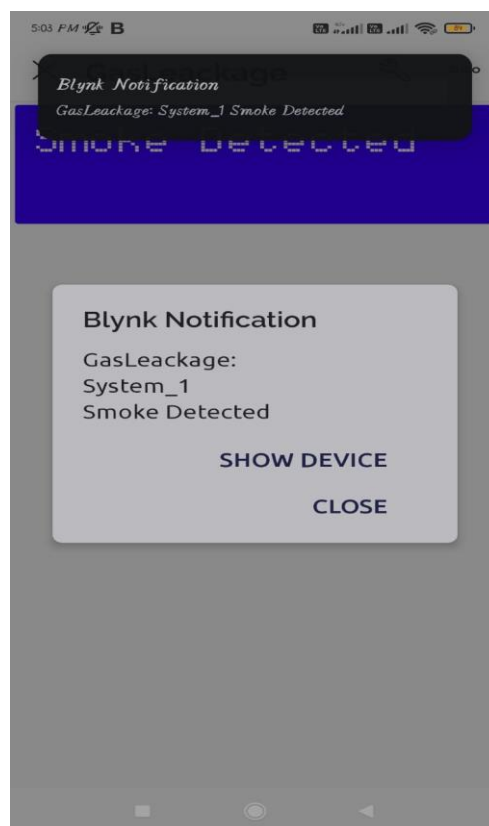 5:03 PM B
Blynk Notification
GasLeackage: System_1 Smoke Detected
Smoke Detected
Blynk Notification
GasLeackage:
System_1
Smoke Detected
SHOW DEVICE
CLOSE